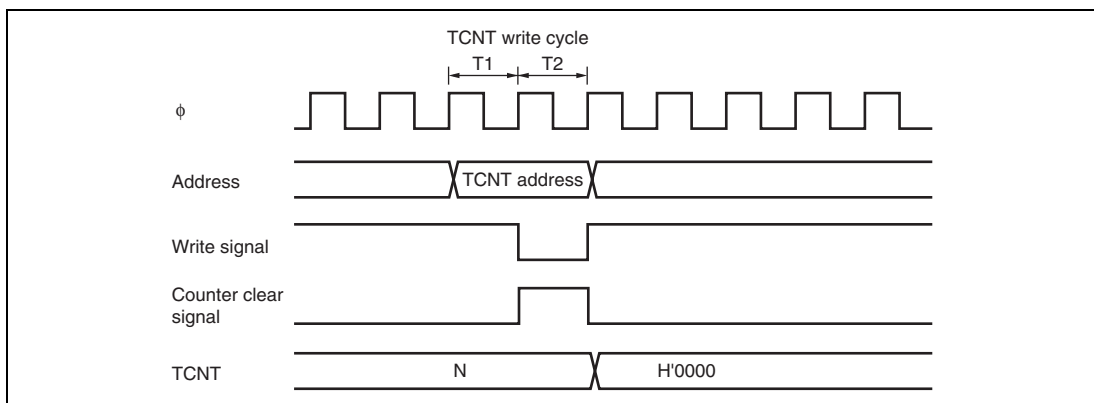 TCNT write cycle
T1 T2
ϕ
Address TCNT address
Write signal
Counter clear
signal
TCNT N H'0000